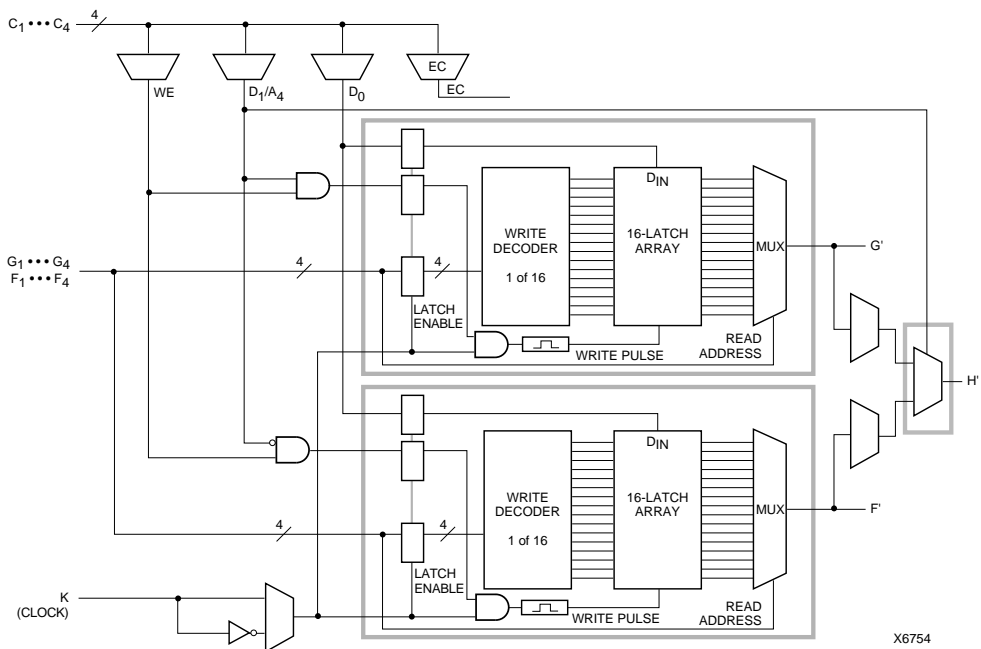 C1 ••• C4
4
EC
WE
D1/A4
D0
EC
DIN
WRITE
DECODER
1 of 16
16-LATCH
ARRAY
MUX
G'
G1 ••• G4
F1 ••• F4
4
4
LATCH
ENABLE
WRITE PULSE
READ
ADDRESS
H'
DIN
WRITE
DECODER
1 of 16
16-LATCH
ARRAY
MUX
F'
4
4
LATCH
ENABLE
K
(CLOCK)
WRITE PULSE
READ
ADDRESS
X6754